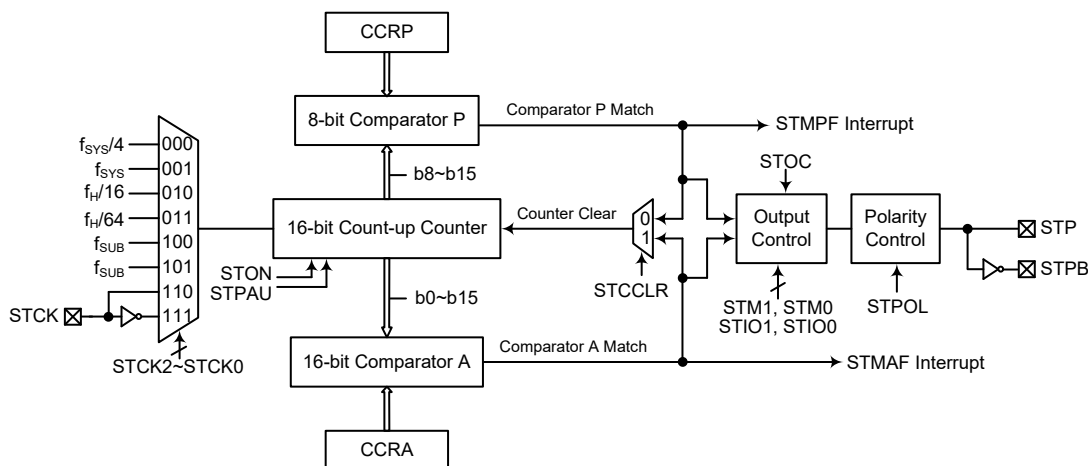 CCRP
8-bit Comparator P
Comparator P Match
STMPF Interrupt
b8~b15
fSYS/4
000
fSYS
001
fH/16
010
fH/64
011
fSUB
100
fSUB
101
110
STCK
111
STCK2~STCK0
16-bit Count-up Counter
Counter Clear
0
1
STCCLR
STON
STPAU
b0~b15
STOC
Output
Control
STM1, STM0
STIO1, STIO0
Polarity
Control
STPOL
STP
STPB
16-bit Comparator A
Comparator A Match
STMAF Interrupt
CCRA